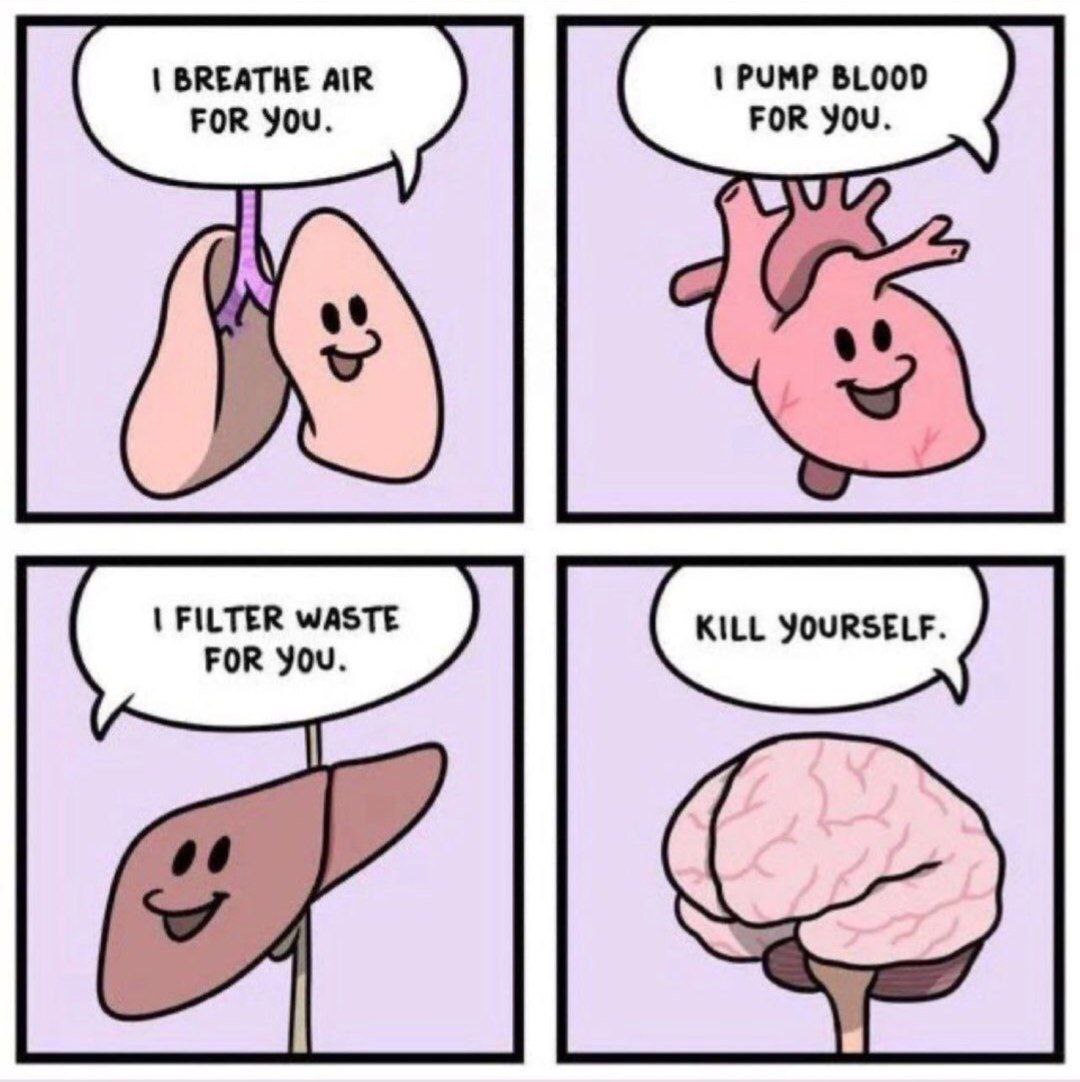 I BREATHE AIR
FOR YOU.
I PUMP BLOOD
FOR YOU.
I FILTER WASTE
FOR YOU.
KILL YOURSELF.